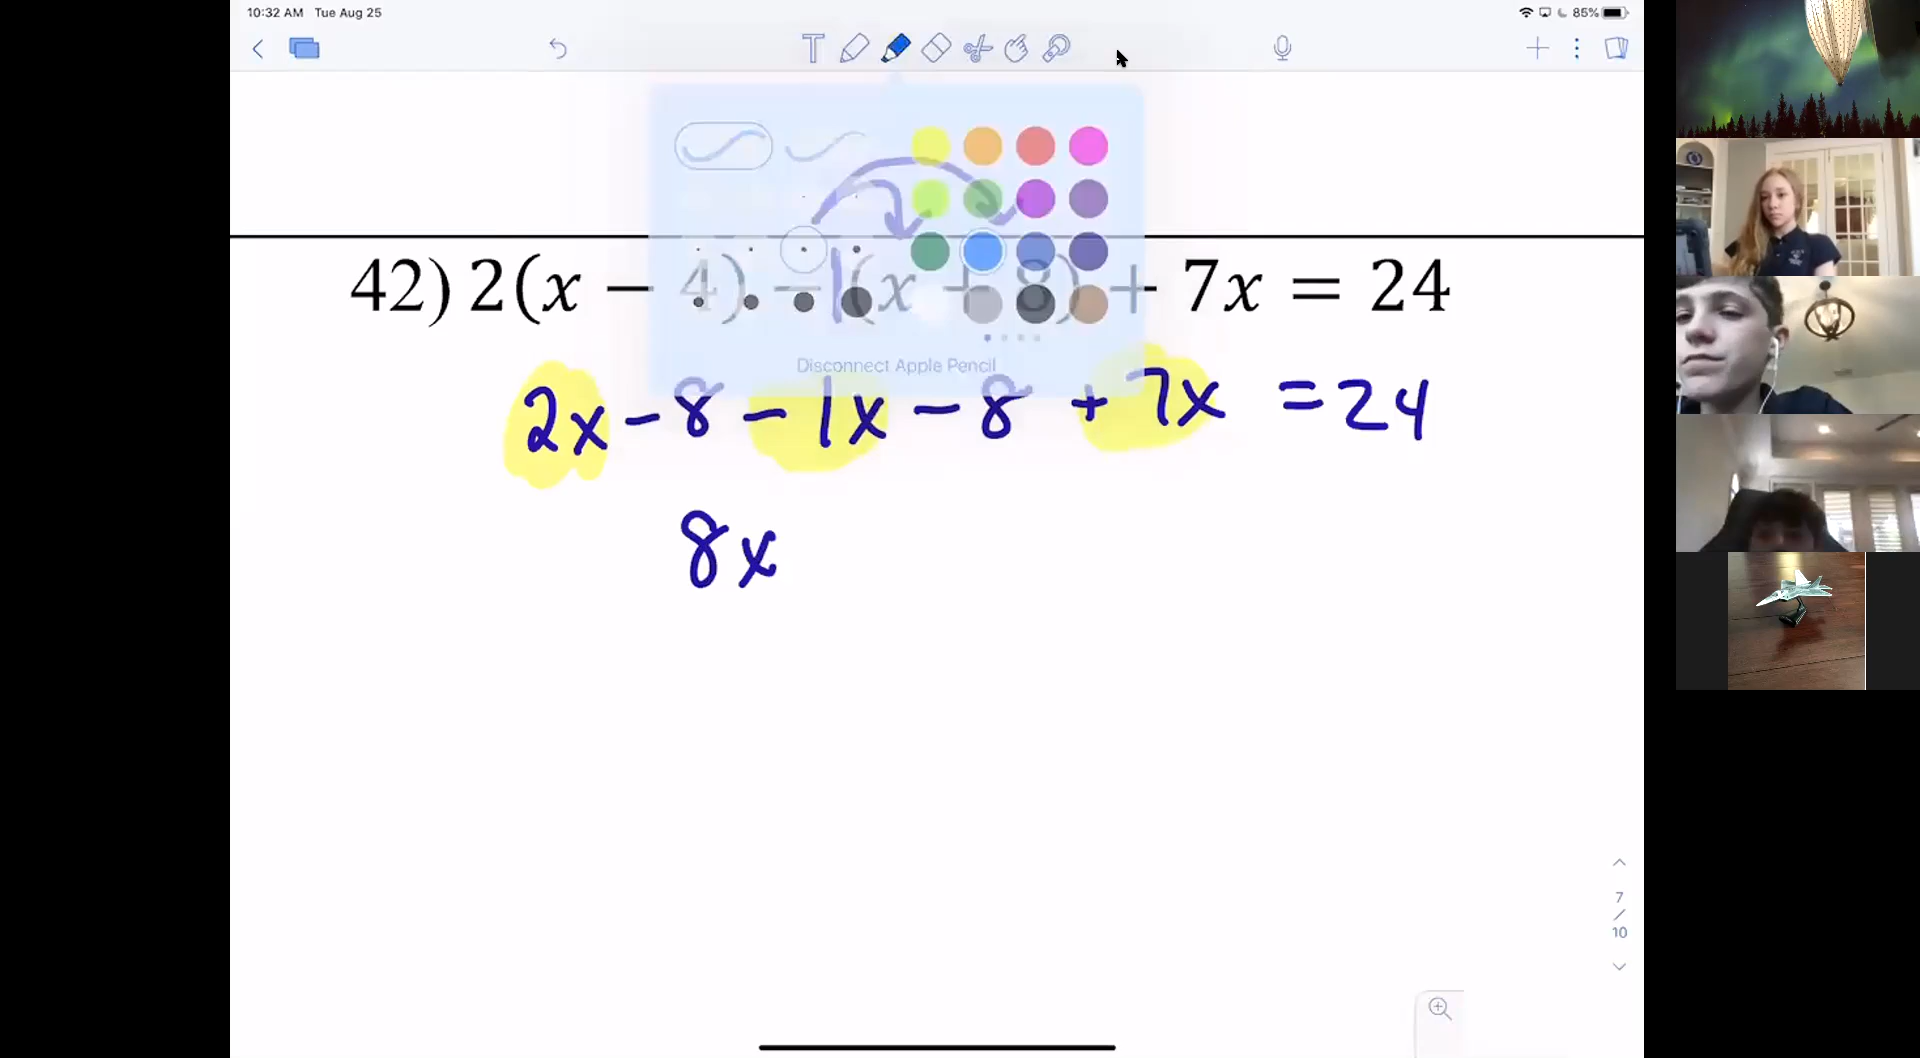 10:32 AM Tue Aug 25
85%
T
42) 2(x − 4) − 1(x + 8) + 7x = 24
Disconnect Apple Pencil
2x - 8 - 1x - 8 + 7x = 24
8x
7
/
10